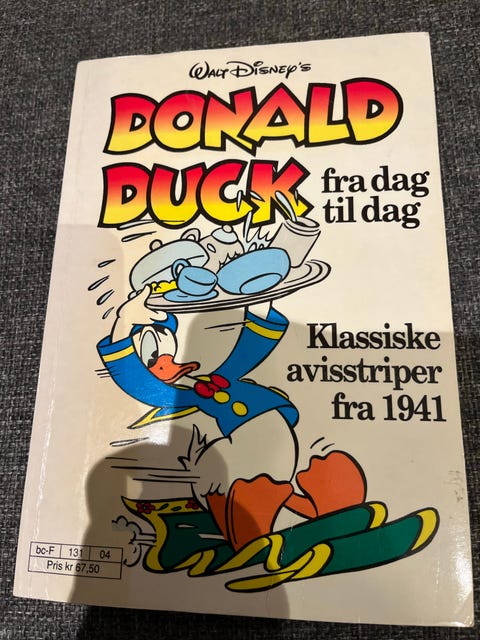 Walt Disney's
DONALD
DUCK
fra dag
til dag
Klassiske
avisstriper
fra 1941
bc-F 131 04
Pris kr 67,50